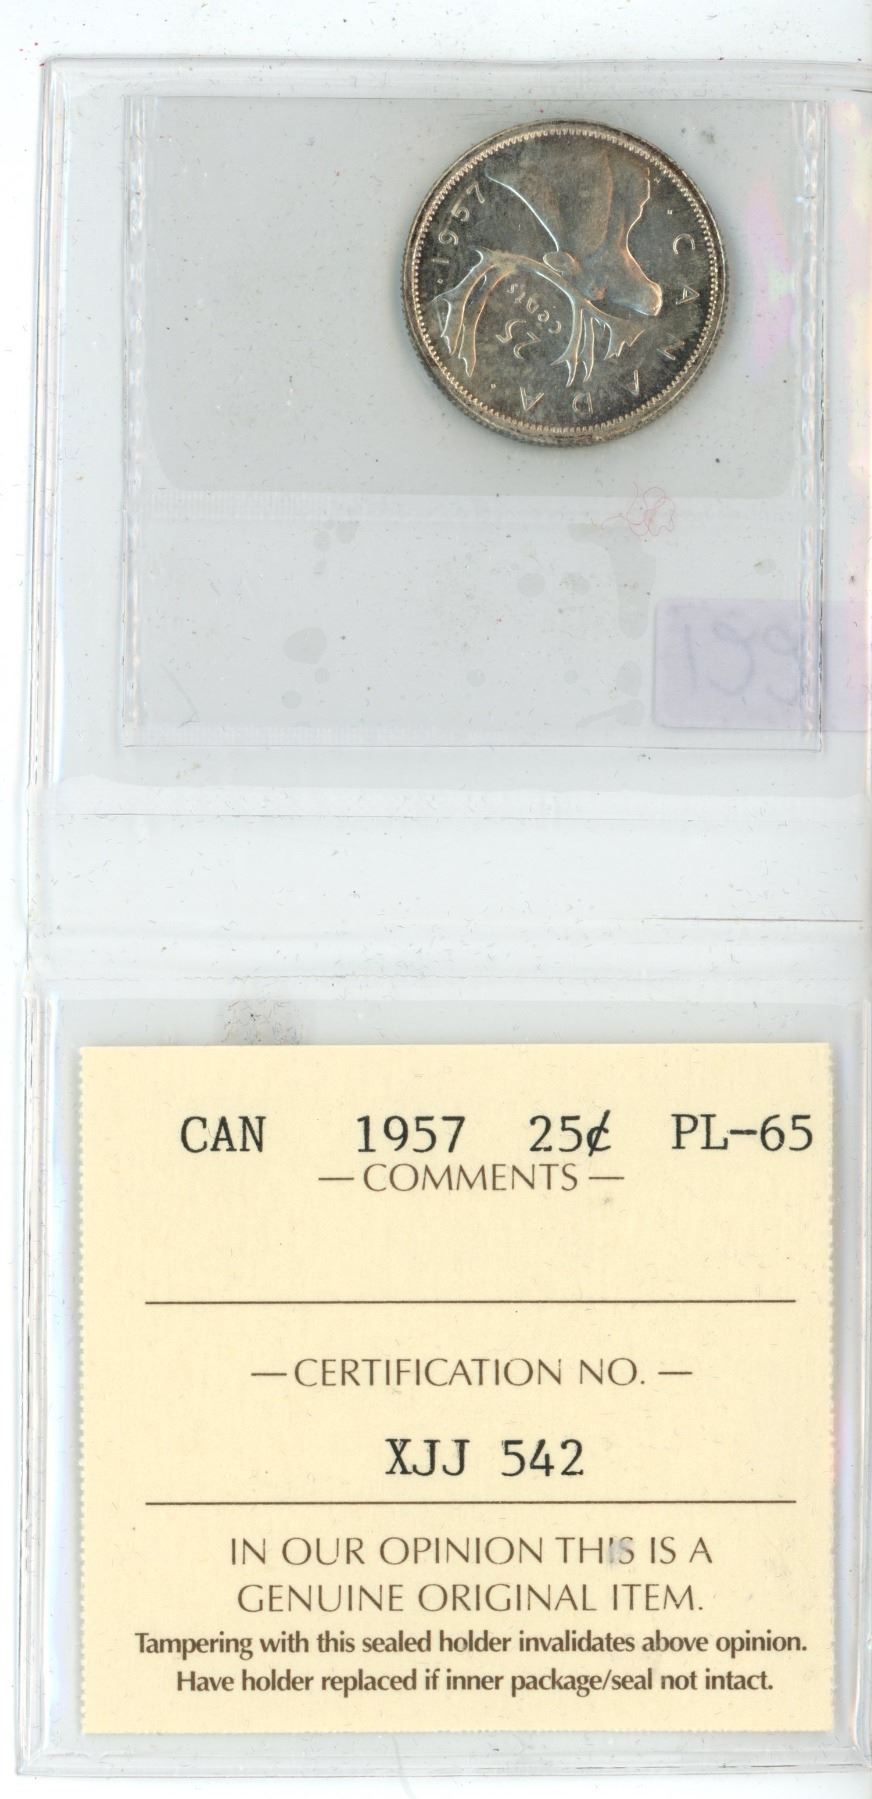 1957
25
cents
CANADA
CAN 1957 25¢ PL-65
— COMMENTS —
— CERTIFICATION NO. —
XJJ 542
IN OUR OPINION THIS IS A
GENUINE ORIGINAL ITEM.
Tampering with this sealed holder invalidates above opinion.
Have holder replaced if inner package/seal not intact.